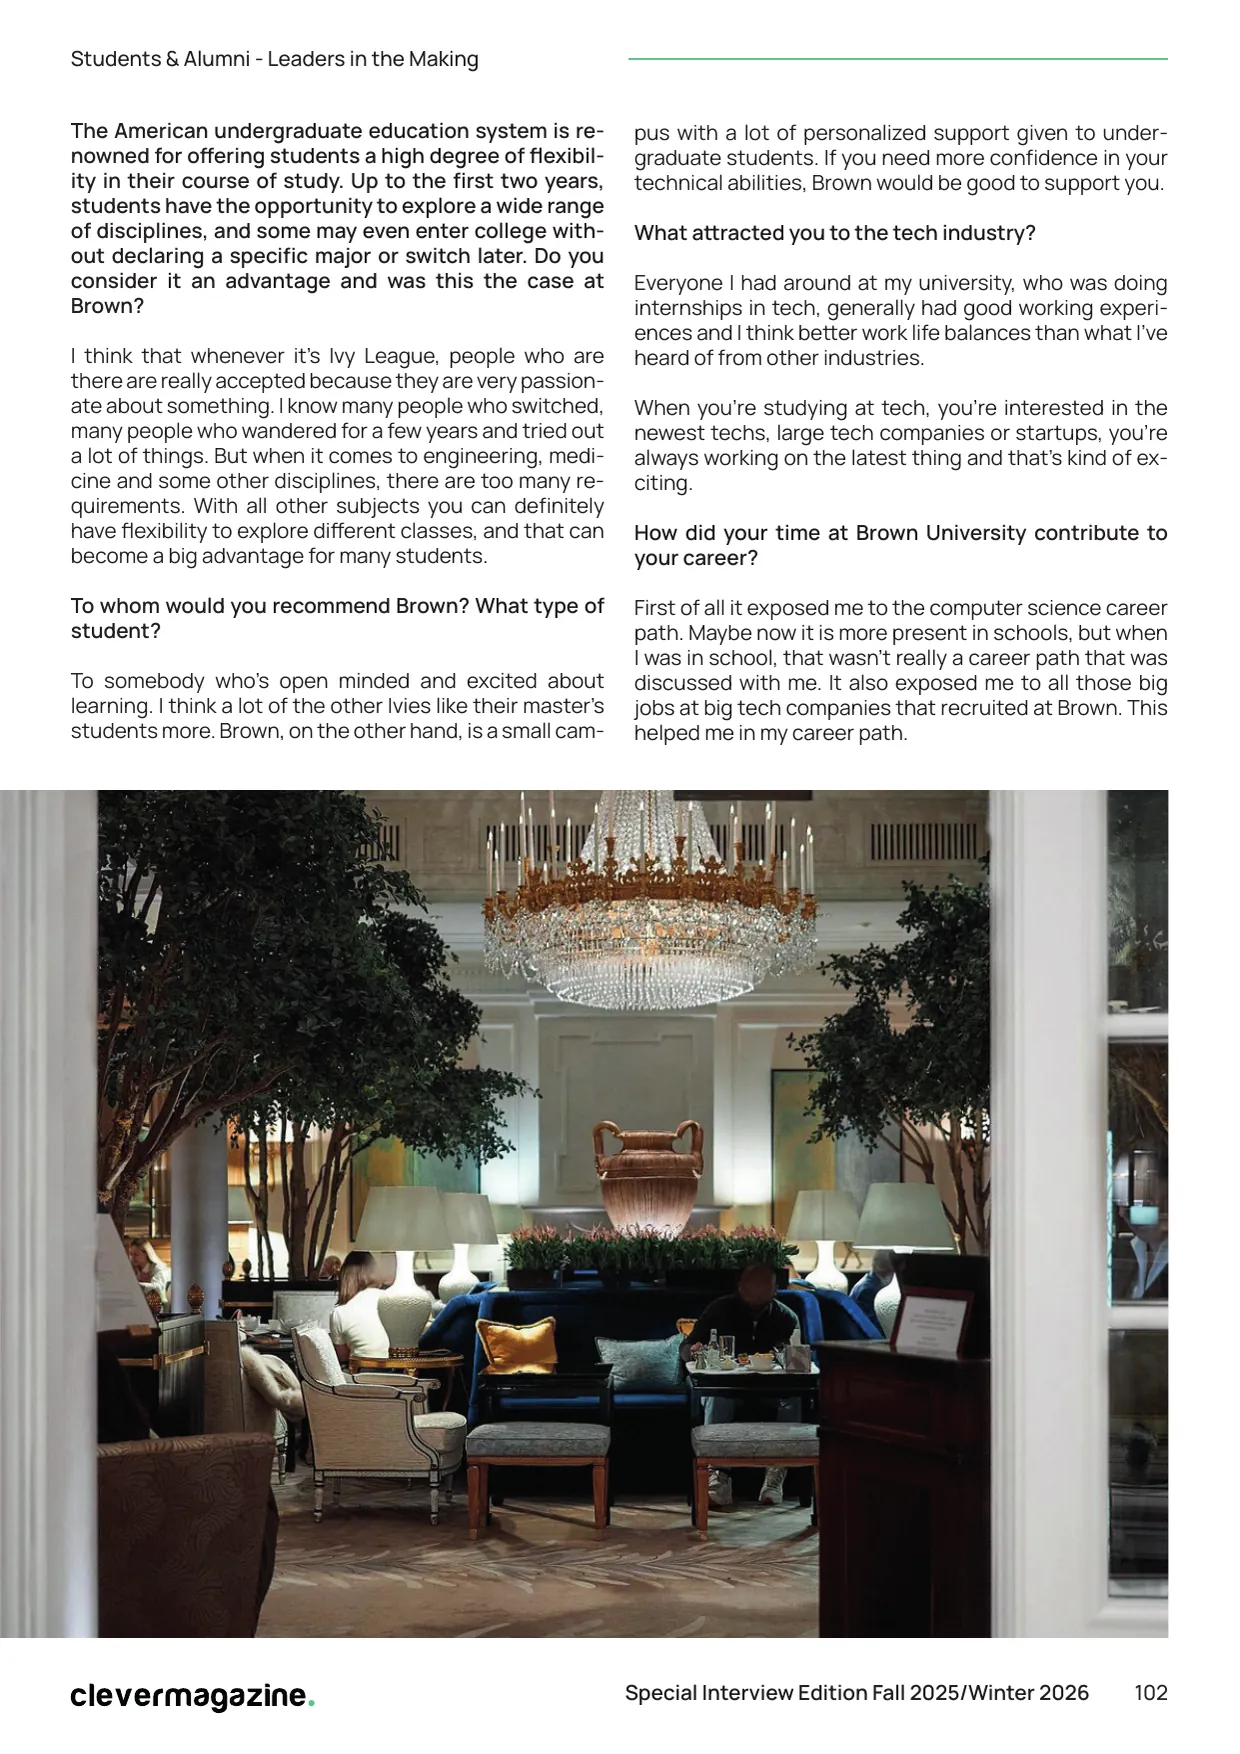 Students & Alumni - Leaders in the Making
The American undergraduate education system is re-
nowned for offering students a high degree of flexibil-
ity in their course of study. Up to the first two years,
students have the opportunity to explore a wide range
of disciplines, and some may even enter college with-
out declaring a specific major or switch later. Do you
consider it an advantage and was this the case at
Brown?
I think that whenever it's Ivy League, people who are
there are really accepted because they are very passion-
ate about something. I know many people who switched,
many people who wandered for a few years and tried out
a lot of things. But when it comes to engineering, medi-
cine and some other disciplines, there are too many re-
quirements. With all other subjects you can definitely
have flexibility to explore different classes, and that can
become a big advantage for many students.
To whom would you recommend Brown? What type of
student?
To somebody who's open minded and excited about
learning. I think a lot of the other Ivies like their master's
students more. Brown, on the other hand, is a small cam-
pus with a lot of personalized support given to under-
graduate students. If you need more confidence in your
technical abilities, Brown would be good to support you.
What attracted you to the tech industry?
Everyone I had around at my university, who was doing
internships in tech, generally had good working experi-
ences and I think better work life balances than what I've
heard of from other industries.
When you're studying at tech, you're interested in the
newest techs, large tech companies or startups, you're
always working on the latest thing and that's kind of ex-
citing.
How did your time at Brown University contribute to
your career?
First of all it exposed me to the computer science career
path. Maybe now it is more present in schools, but when
I was in school, that wasn't really a career path that was
discussed with me. It also exposed me to all those big
jobs at big tech companies that recruited at Brown. This
helped me in my career path.
clevermagazine.
Special Interview Edition Fall 2025/Winter 2026 102